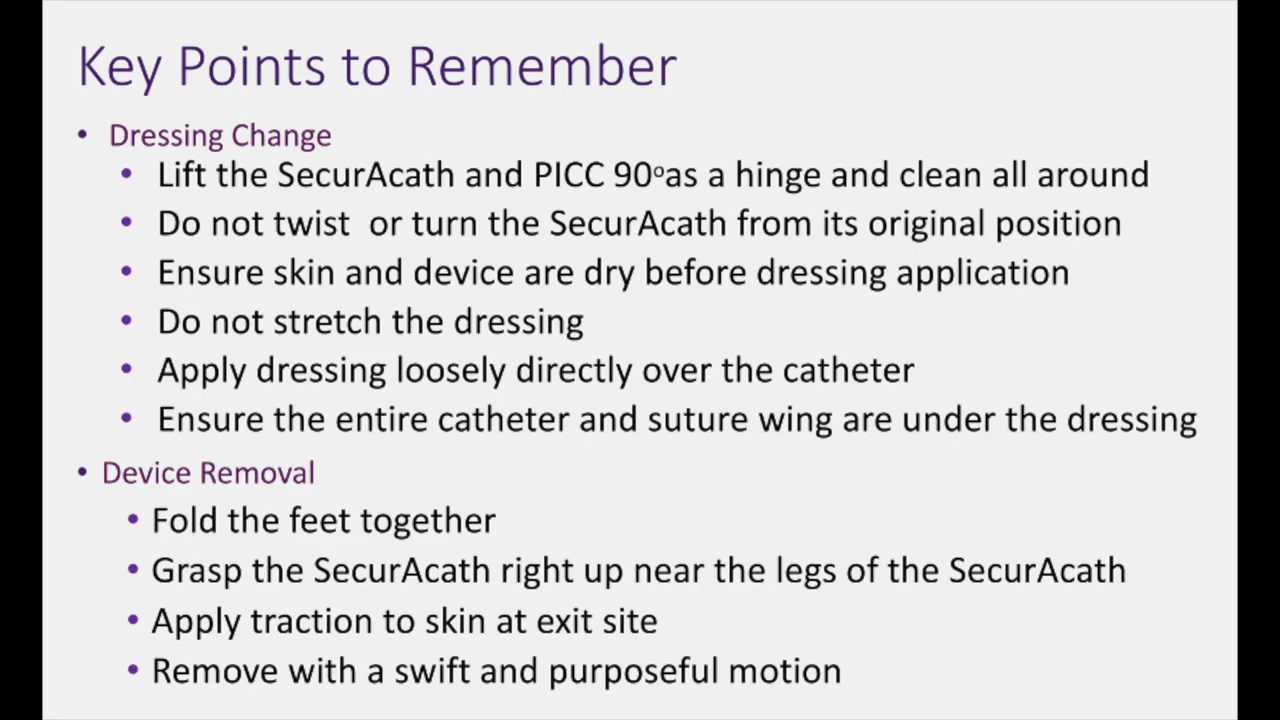 Key Points to Remember
• Dressing Change
• Lift the SecurAcath and PICC 90ºas a hinge and clean all around
• Do not twist  or turn the SecurAcath from its original position
• Ensure skin and device are dry before dressing application
• Do not stretch the dressing
• Apply dressing loosely directly over the catheter
• Ensure the entire catheter and suture wing are under the dressing
• Device Removal
• Fold the feet together
• Grasp the SecurAcath right up near the legs of the SecurAcath
• Apply traction to skin at exit site
• Remove with a swift and purposeful motion